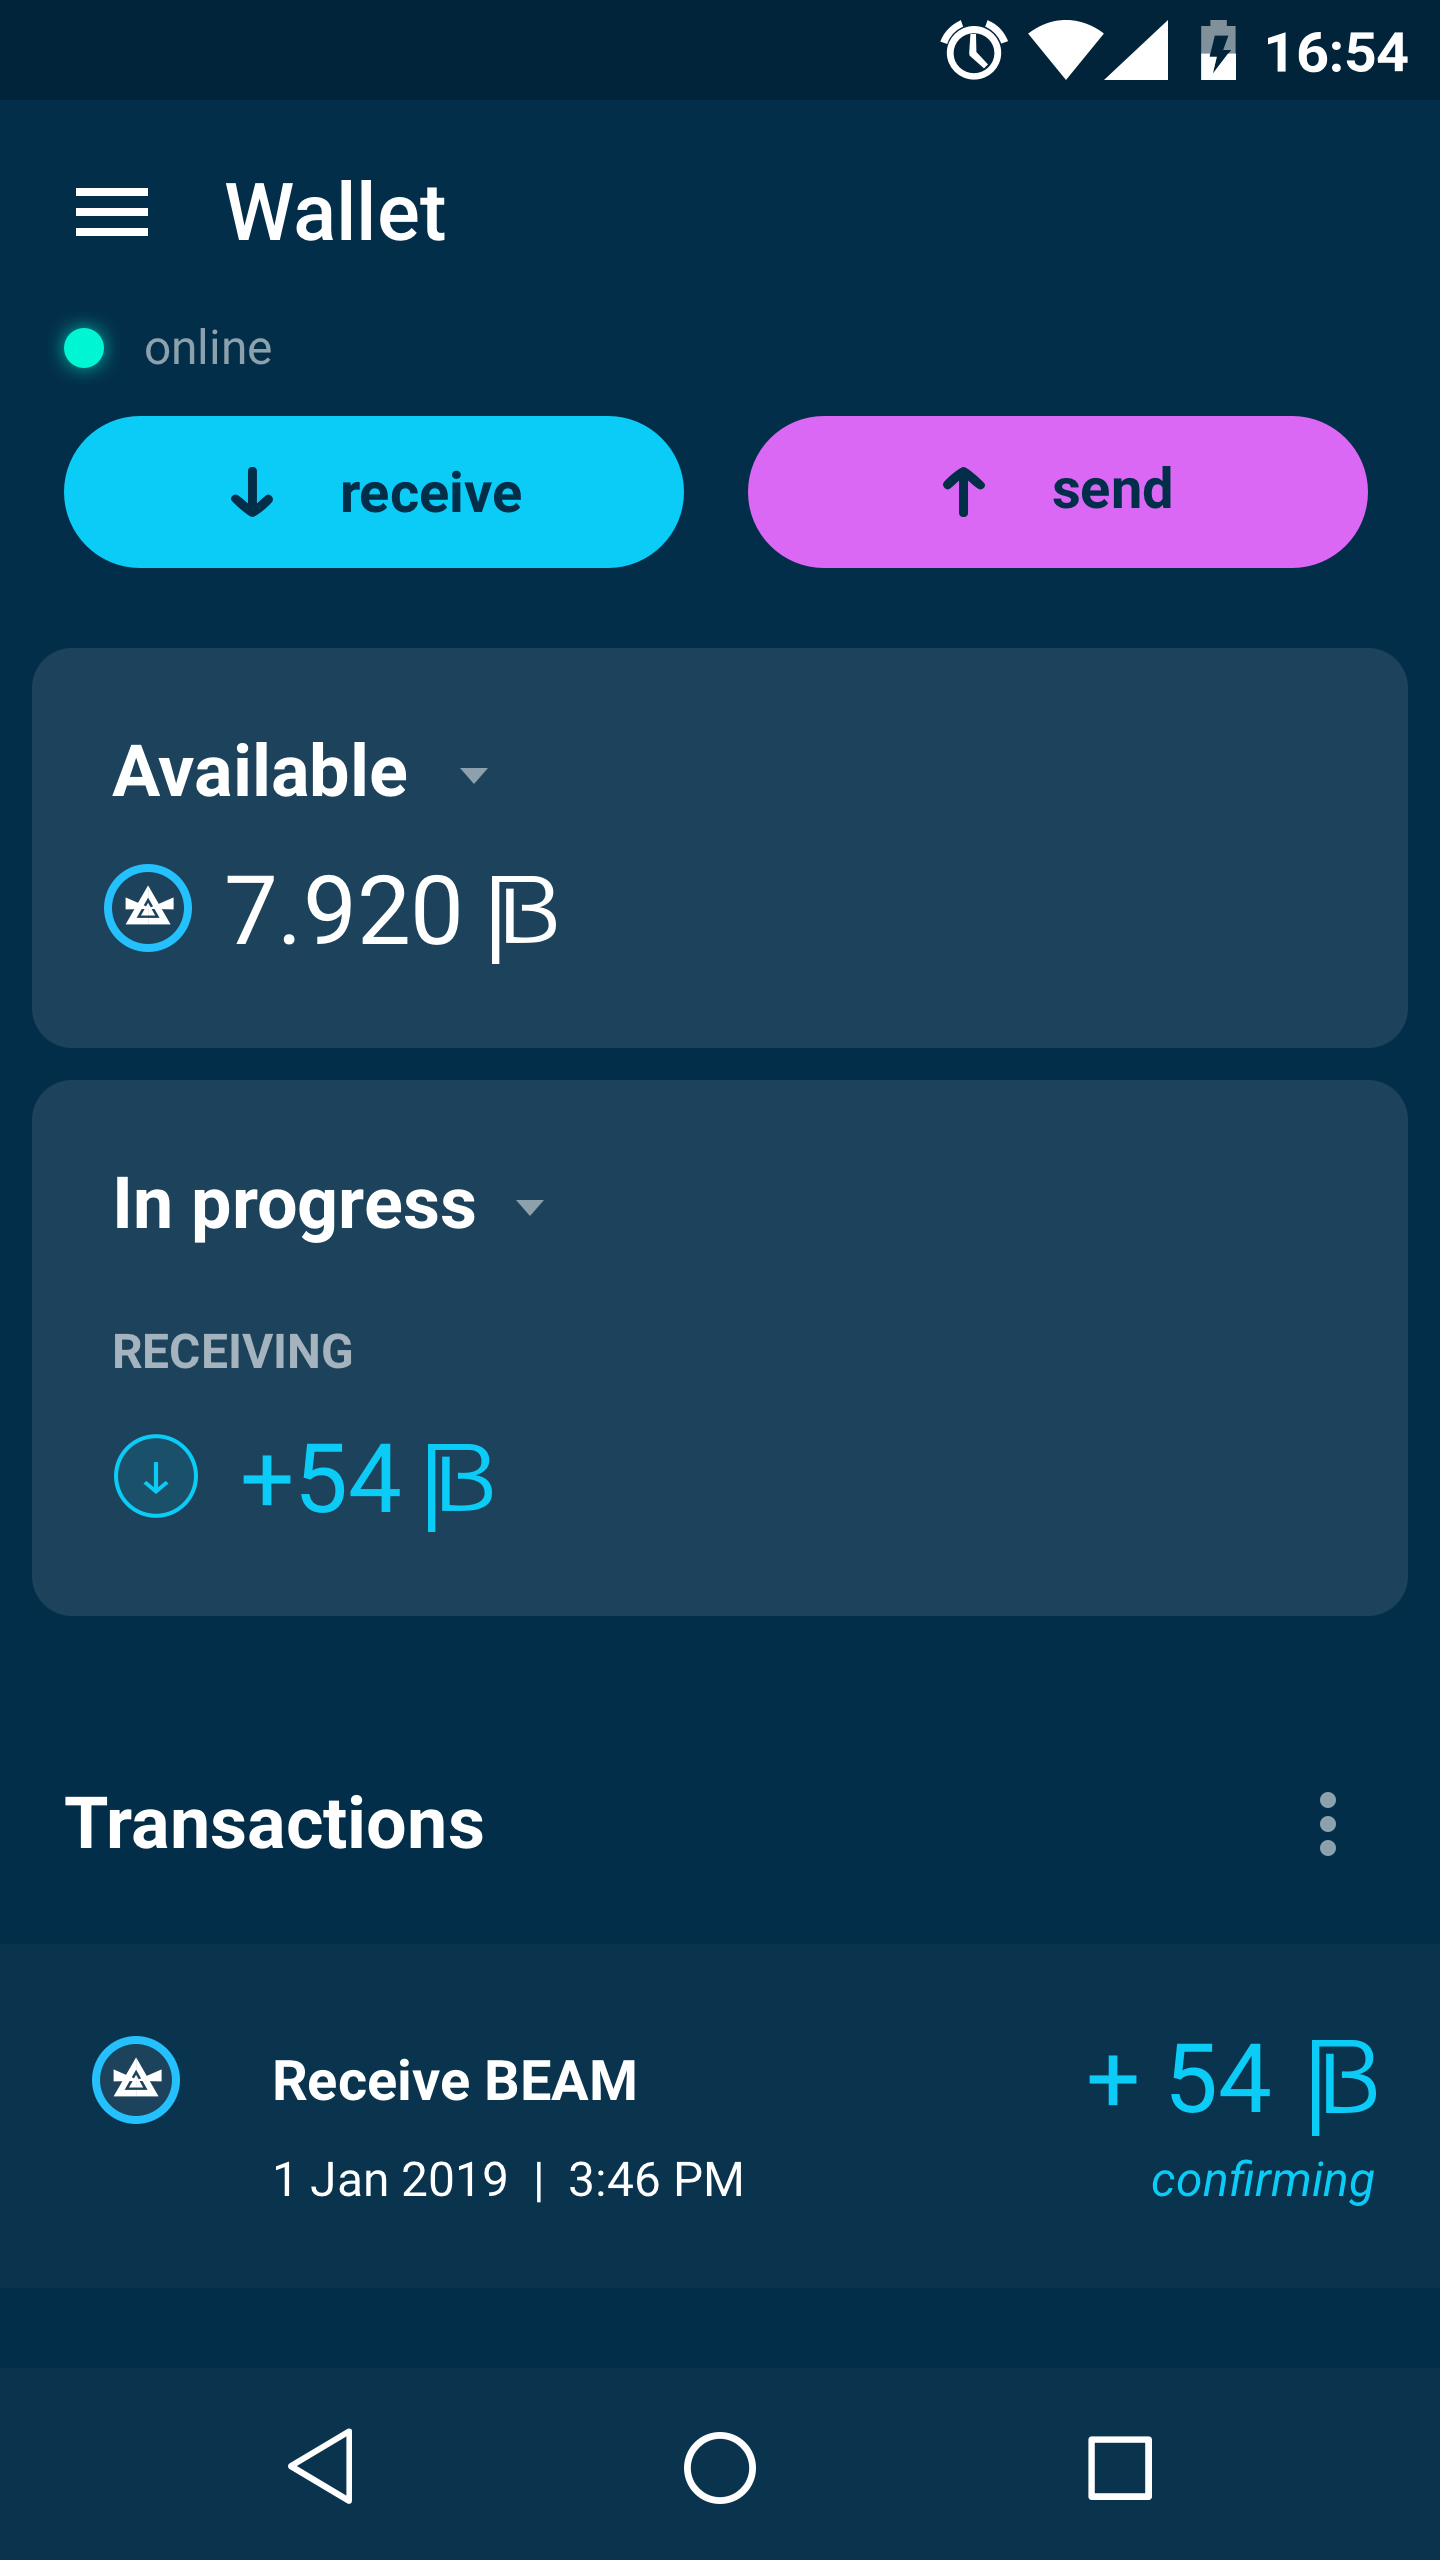 16:54
Wallet
online
receive
send
Available
7.920
In progress
RECEIVING
+54
Transactions
Receive BEAM
+ 54
1 Jan 2019 | 3:46 PM
confirming